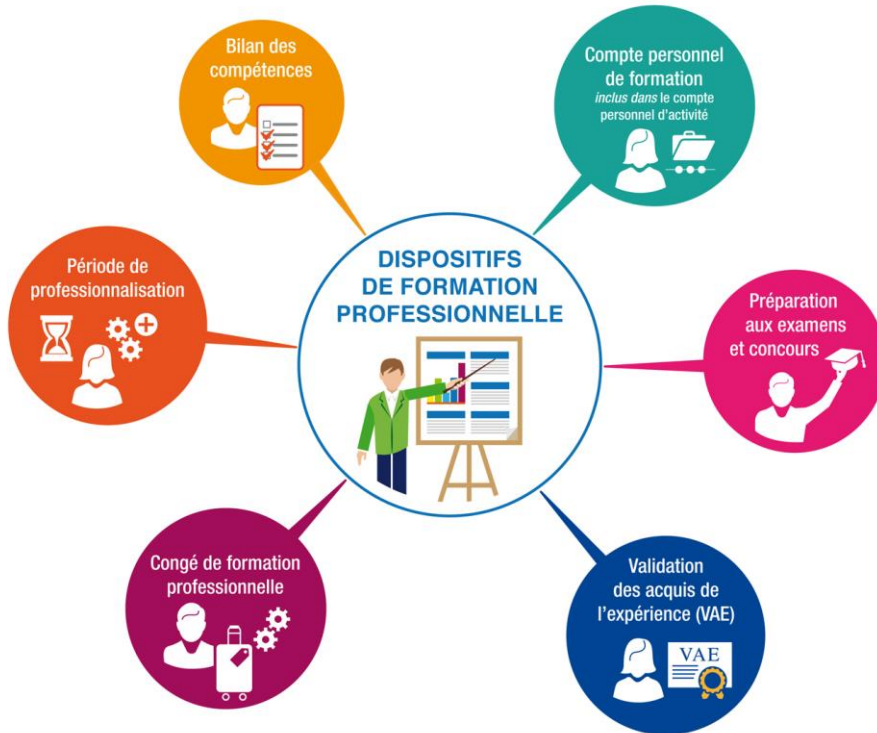 Bilan des
compétences
Compte personnel
de formation
inclus dans le compte
personnel d'activité
Période de
professionnalisation
DISPOSITIFS
DE FORMATION
PROFESSIONNELLE
Préparation
aux examens
et concours
Congé de formation
professionnelle
Validation
des acquis de
l'expérience (VAE)
VAE